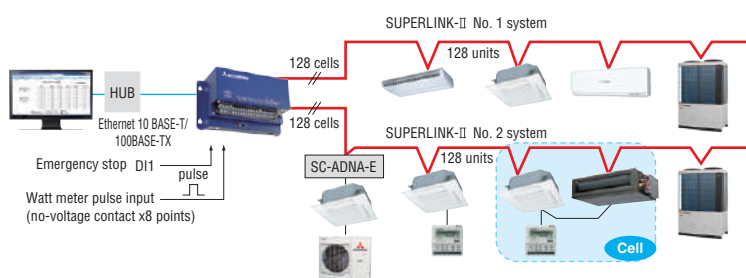 SUPERLINK-Ⅱ No. 1 system
128 cells
128 units
HUB
Ethernet 10 BASE-T/
100BASE-TX
128 cells
SUPERLINK-Ⅱ No. 2 system
Emergency stop DI1
pulse
SC-ADNA-E
128 units
Watt meter pulse input
(no-voltage contact x8 points)
Cell